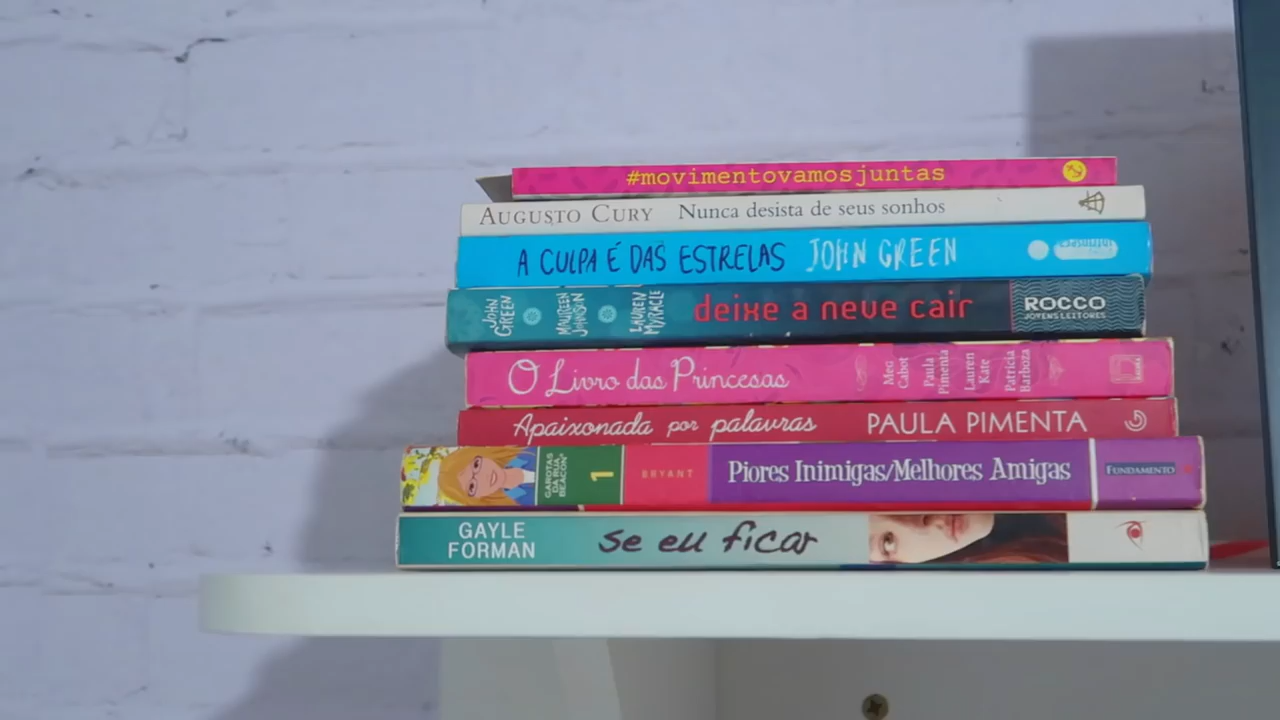 #movimentovamosjuntas
AUGUSTO CURY Nunca desista de seus sonhos
A CULPA É DAS ESTRELAS JOHN GREEN
JOHN GREEN MAUREEN JOHNSON LAUREN MYRACLE deixe a neve cair ROCCO JOVENS LEITORES
O Livro das Princesas Meg Cabot Paula Pimenta Lauren Kate Patrícia Barboza
Apaixonada por palavras PAULA PIMENTA G
GAROTAS DA RUA BEACON 1 BRYANT Piores Inimigas/Melhores Amigas FUNDAMENTO
GAYLE FORMAN se eu ficar